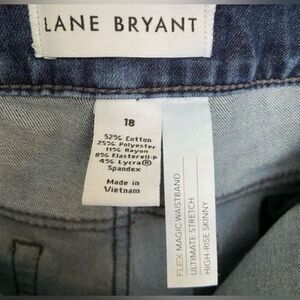 LANE BRYANT
18
52% Cotton
25% Polyester
11% Rayon
8% Elasterell-p
4% Lycra®
Spandex
Made in
Vietnam
FLEX MAGIC WAISTBAND
ULTIMATE STRETCH
HIGH-RISE SKINNY